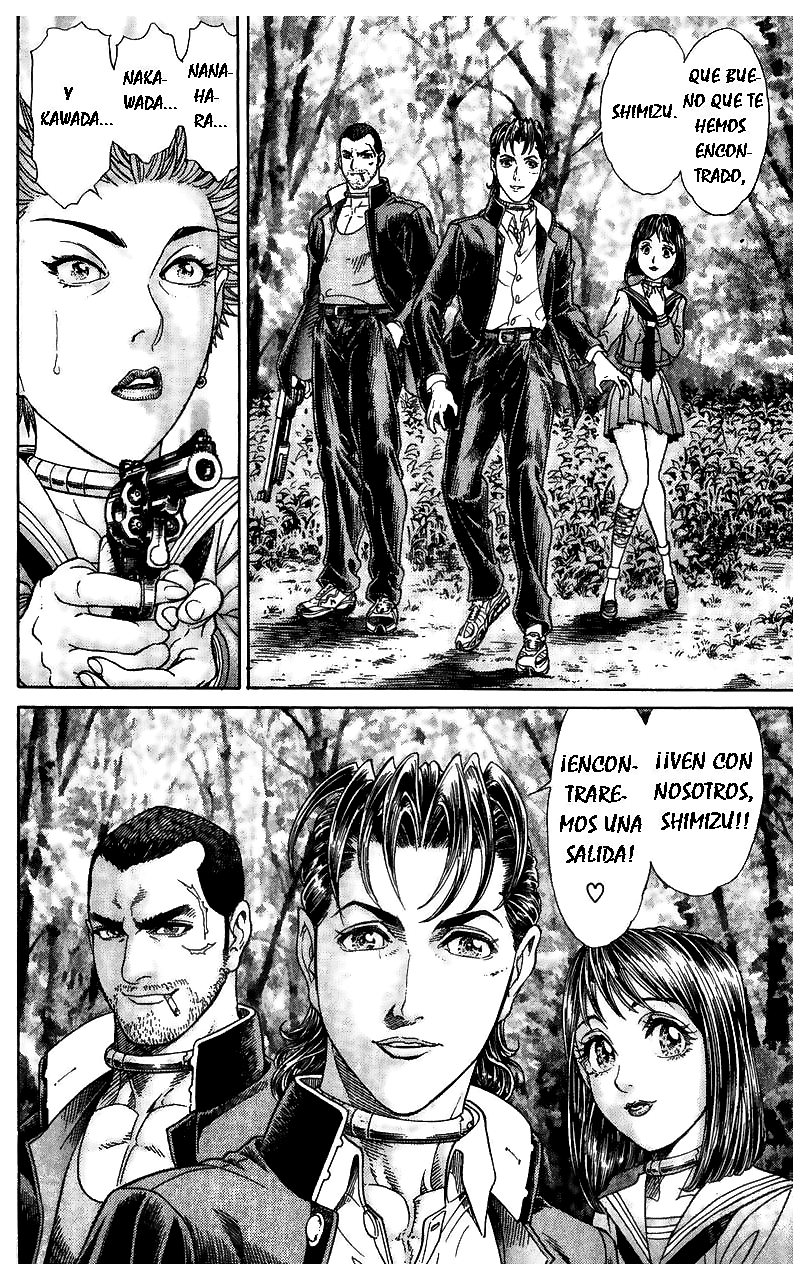 QUE BUE-
NO QUE TE
HEMOS
ENCON-
TRADO,
SHIMIZU.
NANA-
HA-
RA...
NAKA-
WADA...
Y
KAWADA...
¡¡VEN CON
NOSOTROS,
SHIMIZU!!
¡ENCON-
TRARE-
MOS UNA
SALIDA!
♡